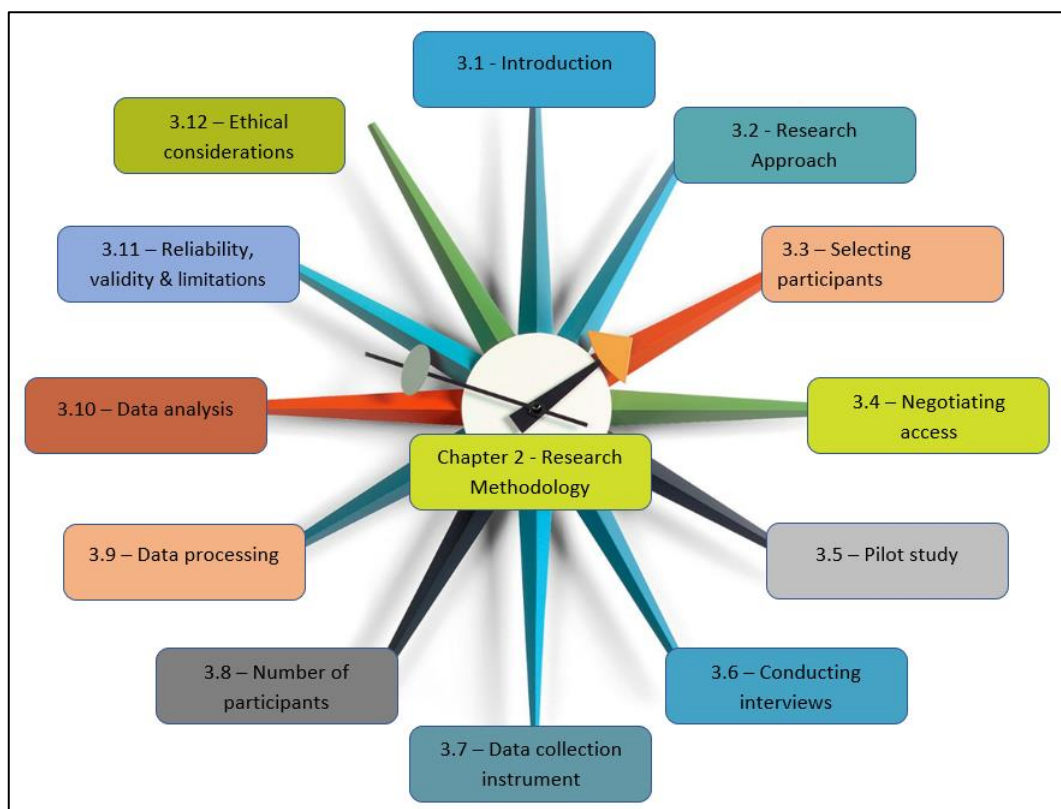 3.1 - Introduction
3.12 – Ethical
considerations
3.2 - Research
Approach
3.11 – Reliability,
validity & limitations
3.3 – Selecting
participants
3.10 – Data analysis
3.4 – Negotiating
access
Chapter 2 - Research
Methodology
3.9 – Data processing
3.5 – Pilot study
3.8 – Number of
participants
3.6 – Conducting
interviews
3.7 – Data collection
instrument